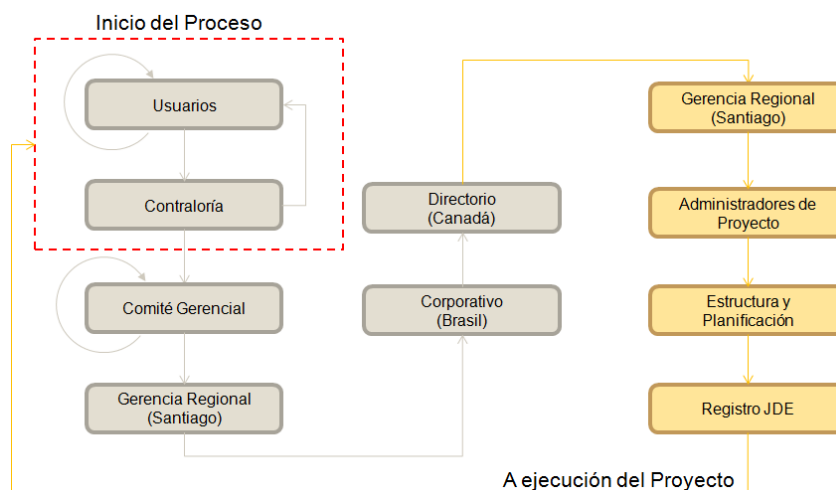 Inicio del Proceso
Usuarios
Contraloría
Comité Gerencial
Gerencia Regional
(Santiago)
Directorio
(Canadá)
Corporativo
(Brasil)
Gerencia Regional
(Santiago)
Administradores de
Proyecto
Estructura y
Planificación
Registro JDE
A ejecución del Proyecto